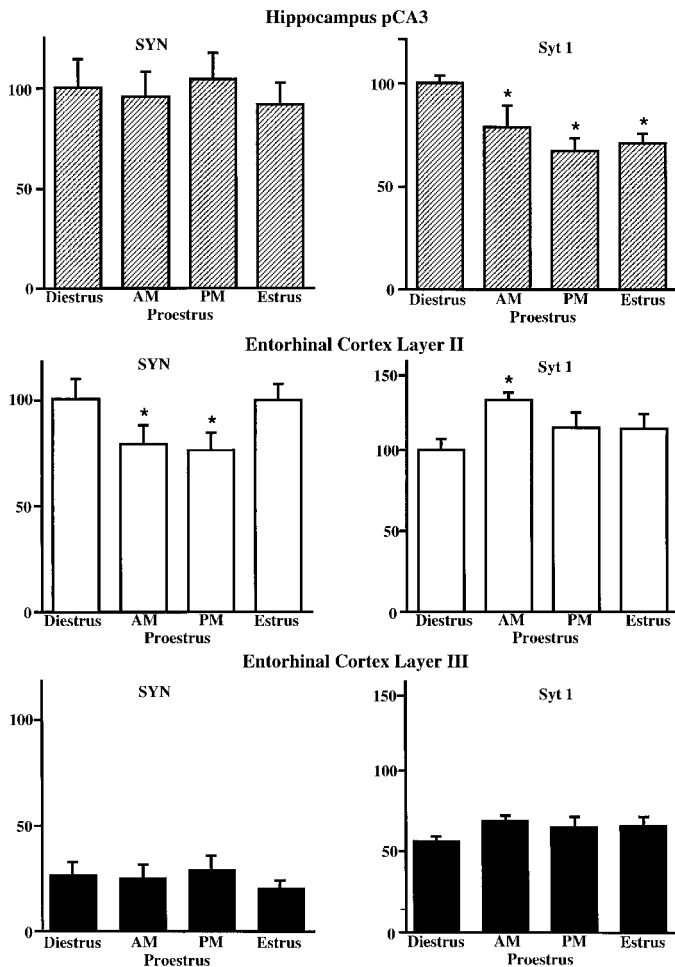 Hippocampus pCA3
SYN
100
50
0
Diestrus AM PM Estrus
Proestrus
Syt 1
100
50
0
*
*
*
Diestrus AM PM Estrus
Proestrus
Entorhinal Cortex Layer II
SYN
100
50
0
*
*
Diestrus AM PM Estrus
Proestrus
Syt 1
150
100
50
0
*
Diestrus AM PM Estrus
Proestrus
Entorhinal Cortex Layer III
SYN
100
50
0
Diestrus AM PM Estrus
Proestrus
Syt 1
150
100
50
0
Diestrus AM PM Estrus
Proestrus